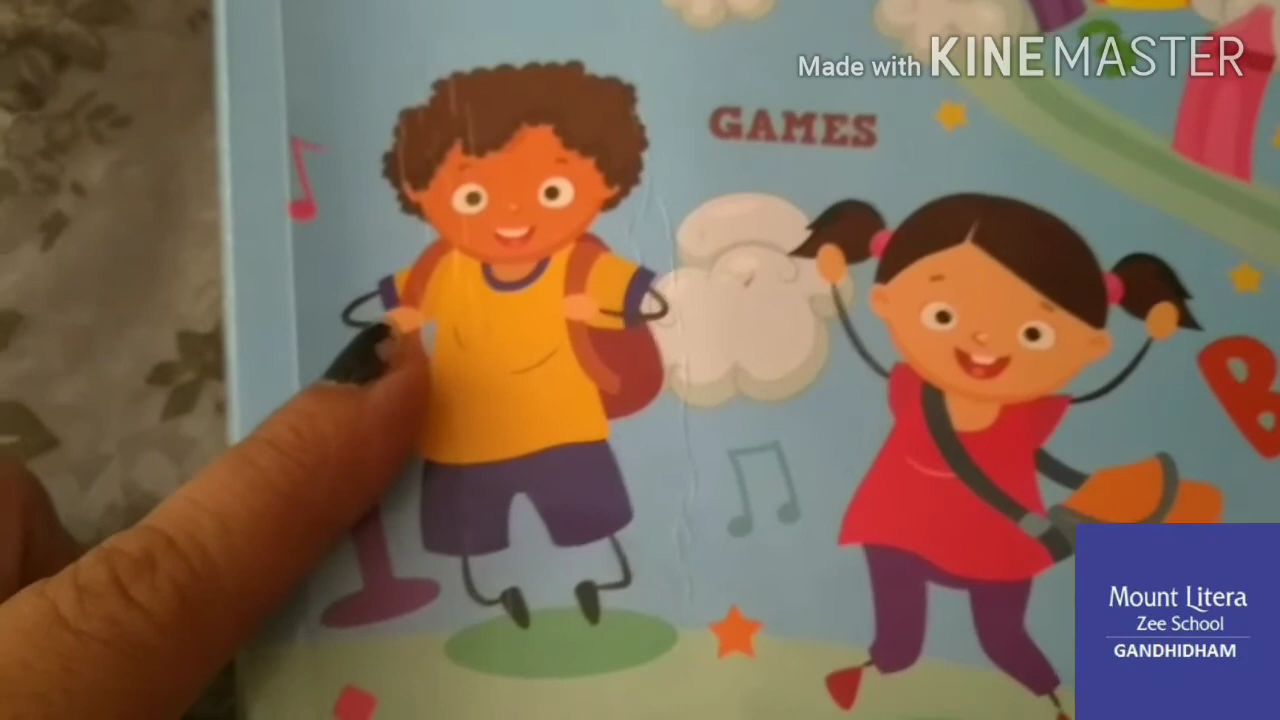 Made with KINEMASTER
GAMES
B
Mount Litera
Zee School
GANDHIDHAM